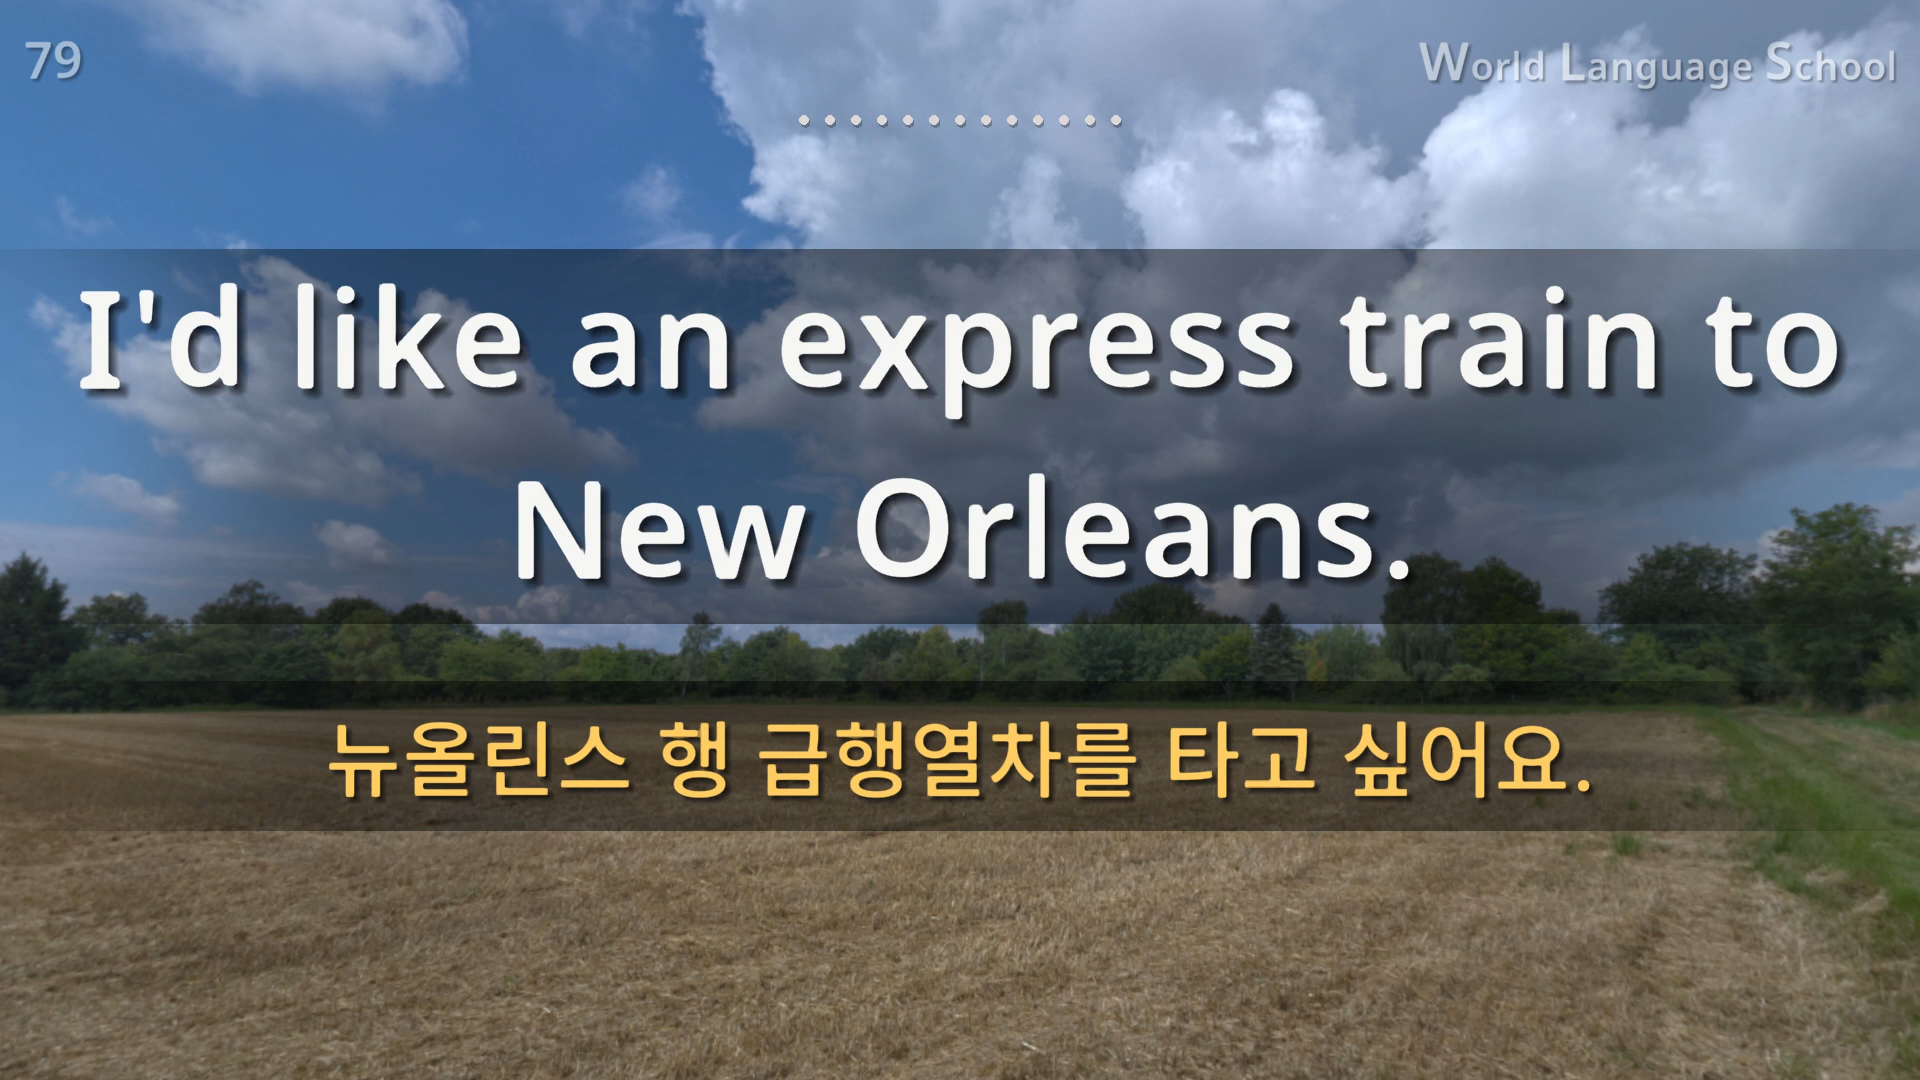 79
World Language School
.............
I'd like an express train to
New Orleans.
뉴올린스 행 급행열차를 타고 싶어요.